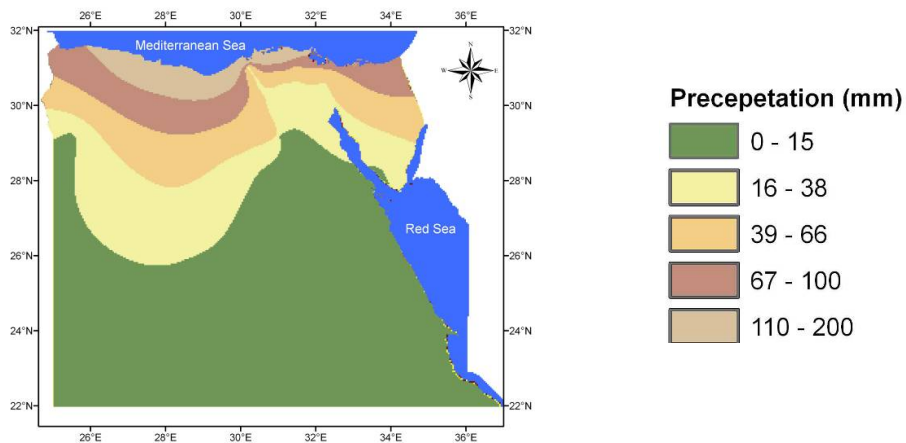 26°E 28°E 30°E 32°E 34°E 36°E
32°N 32°N
Mediterranean Sea
N
W E
S
30°N 30°N
28°N 28°N
Red Sea
26°N 26°N
24°N 24°N
22°N 22°N
26°E 28°E 30°E 32°E 34°E 36°E
Precepetation (mm)
0 - 15
16 - 38
39 - 66
67 - 100
110 - 200